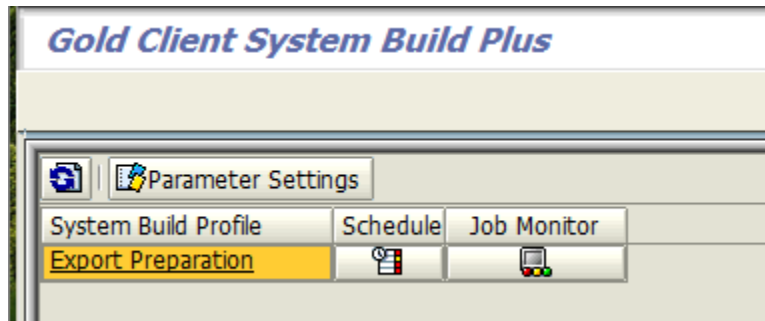 Gold Client System Build Plus
Parameter Settings
System Build Profile Schedule Job Monitor
Export Preparation